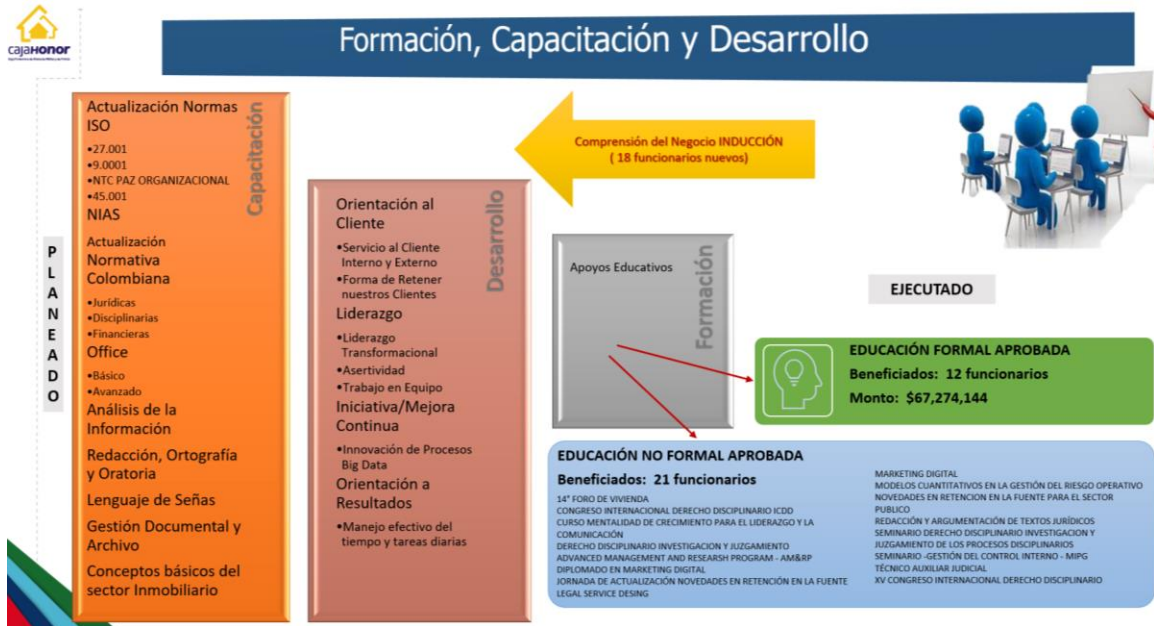 cajaHonor
Formación, Capacitación y Desarrollo
PLANEADO
Capacitación
Actualización Normas
ISO
•27.001
•9.0001
•NTC PAZ ORGANIZACIONAL
•45.001
NIAS
Actualización
Normativa
Colombiana
•Jurídicas
•Disciplinarias
•Financieras
Office
•Básico
•Avanzado
Análisis de la
Información
Redacción, Ortografía
y Oratoria
Lenguaje de Señas
Gestión Documental y
Archivo
Conceptos básicos del
sector Inmobiliario
Comprensión del Negocio INDUCCIÓN
( 18 funcionarios nuevos)
Desarrollo
Orientación al
Cliente
•Servicio al Cliente
Interno y Externo
•Forma de Retener
nuestros Clientes
Liderazgo
•Liderazgo
Transformacional
•Asertividad
•Trabajo en Equipo
Iniciativa/Mejora
Continua
•Innovación de Procesos
Big Data
Orientación a
Resultados
•Manejo efectivo del
tiempo y tareas diarias
Formación
Apoyos Educativos
EJECUTADO
EDUCACIÓN FORMAL APROBADA
Beneficiados: 12 funcionarios
Monto: $67,274,144
EDUCACIÓN NO FORMAL APROBADA
Beneficiados: 21 funcionarios
14° FORO DE VIVIENDA
CONGRESO INTERNACIONAL DERECHO DISCIPLINARIO ICDD
CURSO MENTALIDAD DE CRECIMIENTO PARA EL LIDERAZGO Y LA
COMUNICACIÓN
DERECHO DISCIPLINARIO INVESTIGACION Y JUZGAMIENTO
ADVANCED MANAGEMENT AND RESEARSH PROGRAM - AM&RP
DIPLOMADO EN MARKETING DIGITAL
JORNADA DE ACTUALIZACIÓN NOVEDADES EN RETENCIÓN EN LA FUENTE
LEGAL SERVICE DESING
MARKETING DIGITAL
MODELOS CUANTITATIVOS EN LA GESTIÓN DEL RIESGO OPERATIVO
NOVEDADES EN RETENCION EN LA FUENTE PARA EL SECTOR
PUBLICO
REDACCIÓN Y ARGUMENTACIÓN DE TEXTOS JURÍDICOS
SEMINARIO DERECHO DISCIPLINARIO INVESTIGACION Y
JUZGAMIENTO DE LOS PROCESOS DISCIPLINARIOS
SEMINARIO -GESTIÓN DEL CONTROL INTERNO - MIPG
TÉCNICO AUXILIAR JUDICIAL
XV CONGRESO INTERNACIONAL DERECHO DISCIPLINARIO